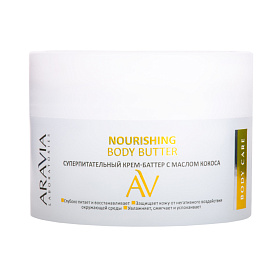 ARAVIA
LABORATORIES
NOURISHING
BODY BUTTER
СУПЕРПИТАТЕЛЬНЫЙ КРЕМ-БАТТЕР С МАСЛОМ КОКОСА
AV
Глубоко питает и восстанавливает Защищает кожу от негативного воздействия
окружающей среды Увлажняет, смягчает и успокаивает
BODY CARE